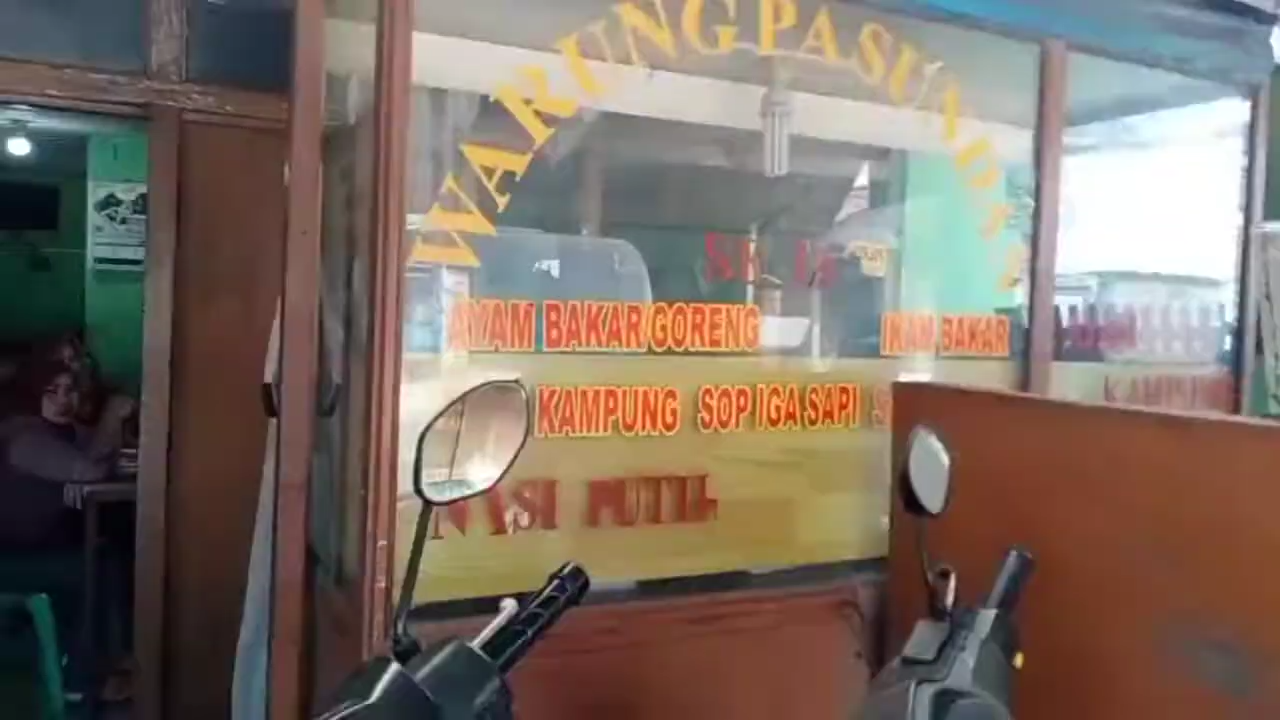 WARUNG PASUNDAN
AYAM BAKAR/GORENG IKAN BAKAR
KAMPUNG SOP IGA SAPI
NASI PUTIH